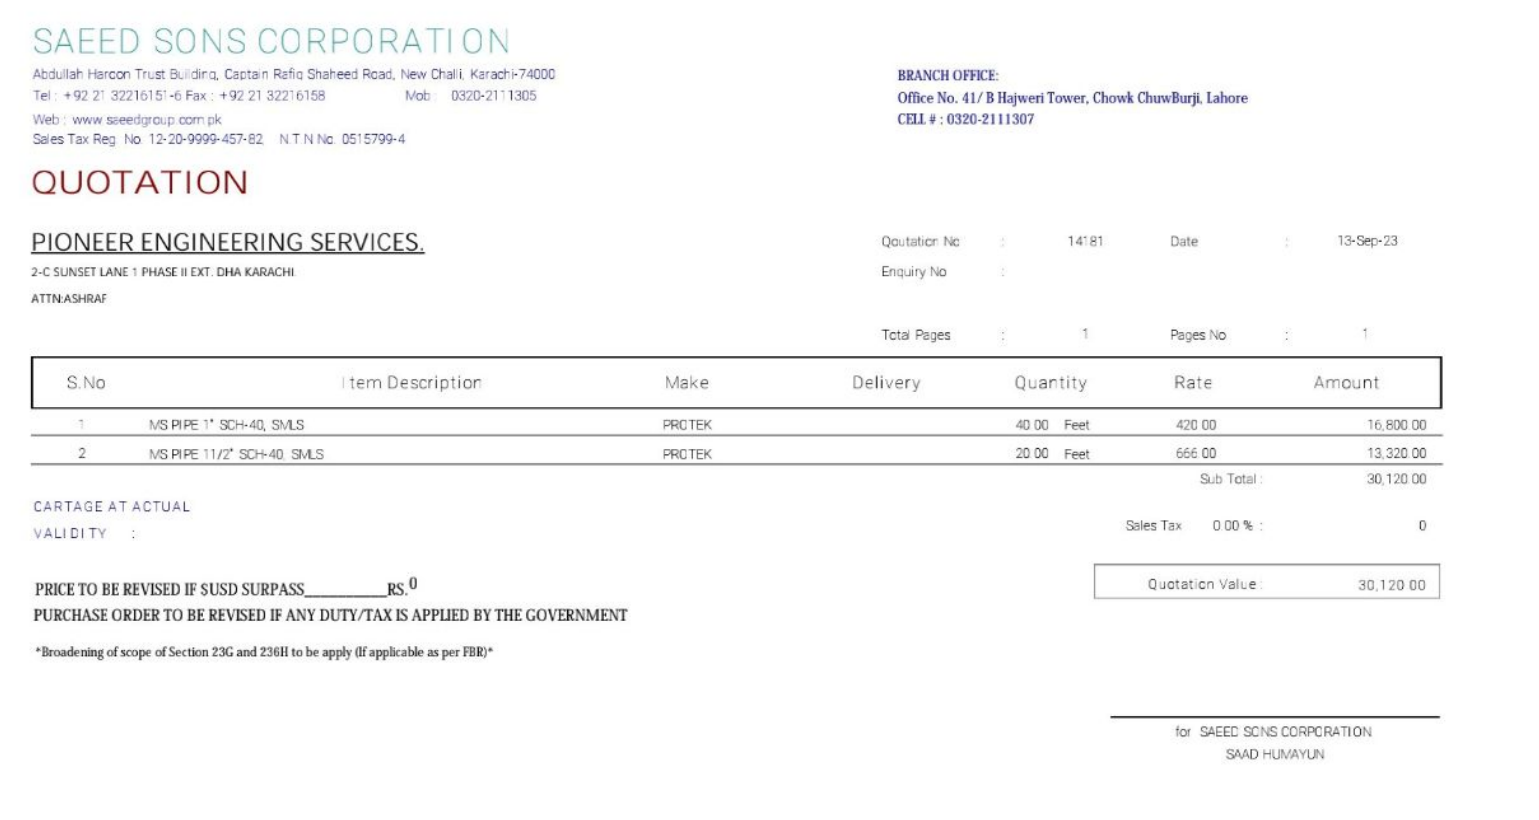 SAEED SONS CORPORATION
Abdullah Haroon Trust Building, Captain Rafiq Shaheed Road, New Challi, Karachi-74000
Tel : +92 21 32216151-6 Fax : +92 21 32216158 Mob : 0320-2111305
Web : www.saeedgroup.com.pk
Sales Tax Reg. No. 12-20-9999-457-82 N.T.N No. 0515799-4
BRANCH OFFICE:
Office No. 41/ B Hajweri Tower, Chowk ChuwBurji, Lahore
CELL # : 0320-2111307
QUOTATION
PIONEER ENGINEERING SERVICES.
2-C SUNSET LANE 1 PHASE II EXT. DHA KARACHI.
ATTN:ASHRAF
Qoutation No : 14181 Date : 13-Sep-23
Enquiry No :
Total Pages : 1 Pages No : 1
S.No Item Description Make Delivery Quantity Rate Amount
1 MS PIPE 1" SCH-40, SMLS PROTEK 40.00 Feet 420.00 16,800.00
2 MS PIPE 11/2" SCH-40, SMLS PROTEK 20.00 Feet 666.00 13,320.00
Sub Total : 30,120.00
CARTAGE AT ACTUAL
VALIDITY :
Sales Tax 0.00 % : 0
Quotation Value : 30,120.00
PRICE TO BE REVISED IF $USD SURPASS__________RS.0
PURCHASE ORDER TO BE REVISED IF ANY DUTY/TAX IS APPLIED BY THE GOVERNMENT
*Broadening of scope of Section 23G and 236H to be apply (If applicable as per FBR)*
for SAEED SONS CORPORATION
SAAD HUMAYUN